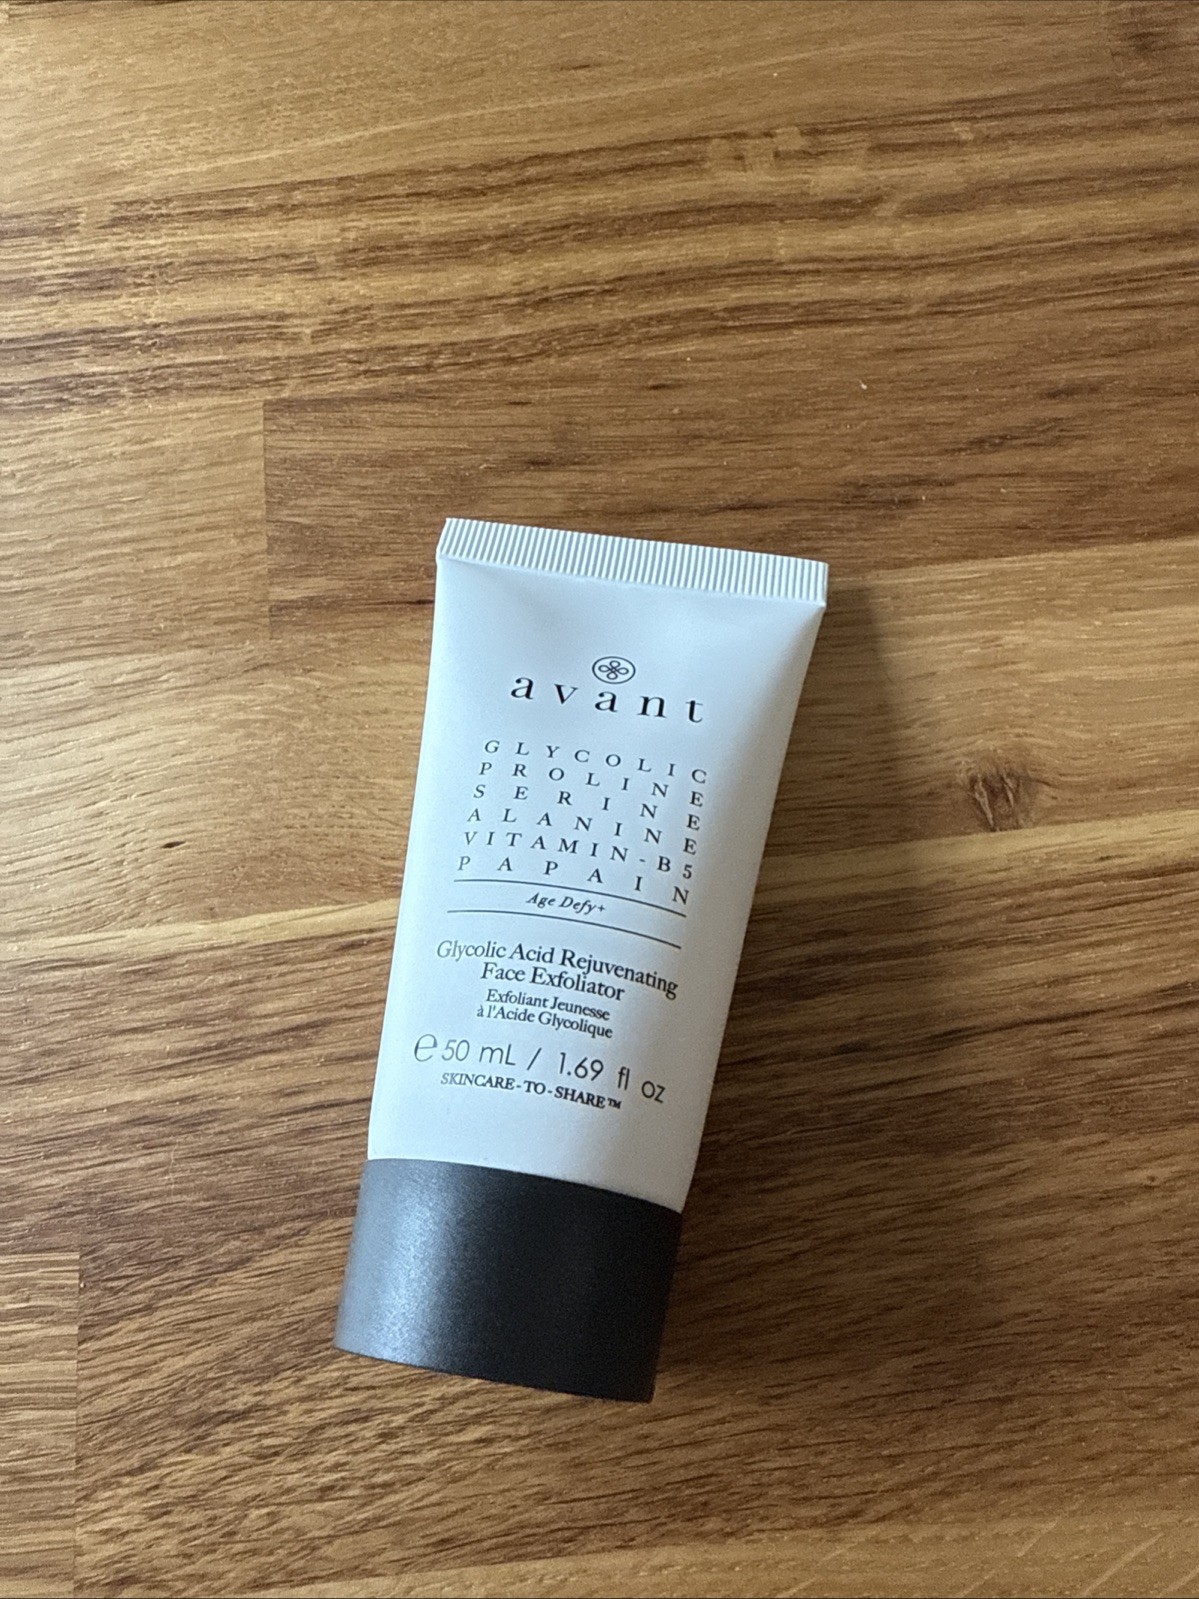 avant
GLYCOLIC
PROLINE
SERINE
ALANINE
VITAMIN-B5
PAPAIN
Age Defy+
Glycolic Acid Rejuvenating
Face Exfoliator
Exfoliant Jeunesse
à l'Acide Glycolique
℮ 50 mL / 1.69 fl oz
SKINCARE-TO-SHARE™